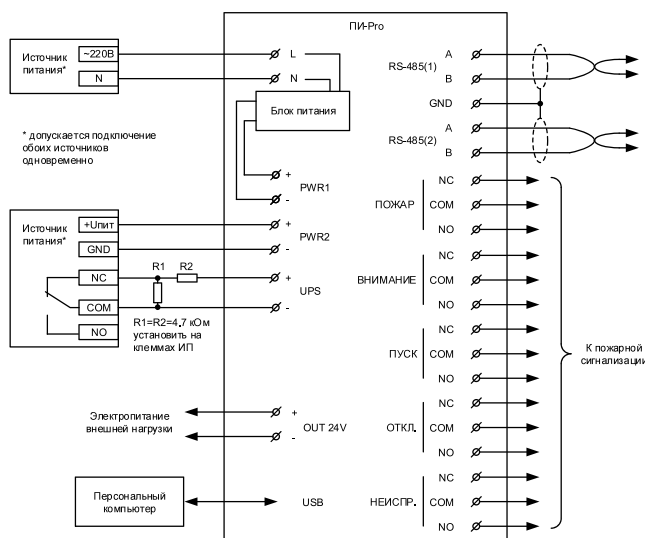 ПИ-Pro
Источник
питания*
~220В
N
* допускается подключение
обоих источников
одновременно
Источник
питания*
+Uпит
GND
NC
COM
NO
R1
R2
R1=R2=4.7 кОм
установить на
клеммах ИП
Электропитание
внешней нагрузки
Персональный
компьютер
L
N
Блок питания
+
PWR1
-
+
PWR2
-
+
UPS
-
+
OUT 24V
-
USB
A
RS-485(1)
B
GND
A
RS-485(2)
B
NC
ПОЖАР
COM
NO
NC
ВНИМАНИЕ
COM
NO
NC
ПУСК
COM
NO
NC
ОТКЛ.
COM
NO
NC
НЕИСПР.
COM
NO
К пожарной
сигнализации